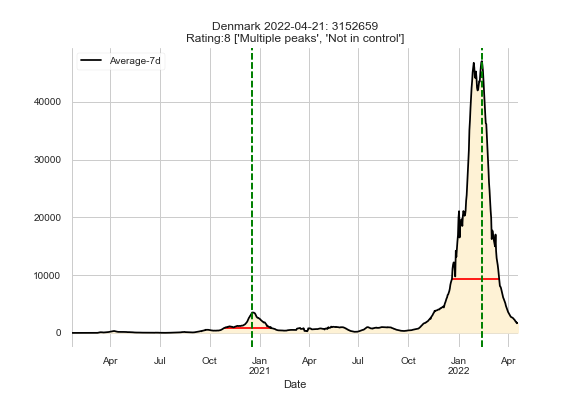 Denmark 2022-04-21: 3152659
Rating:8 ['Multiple peaks', 'Not in control']
Average-7d
40000
30000
20000
10000
0
Apr Jul Oct Jan Apr Jul Oct Jan Apr
2021 2022
Date